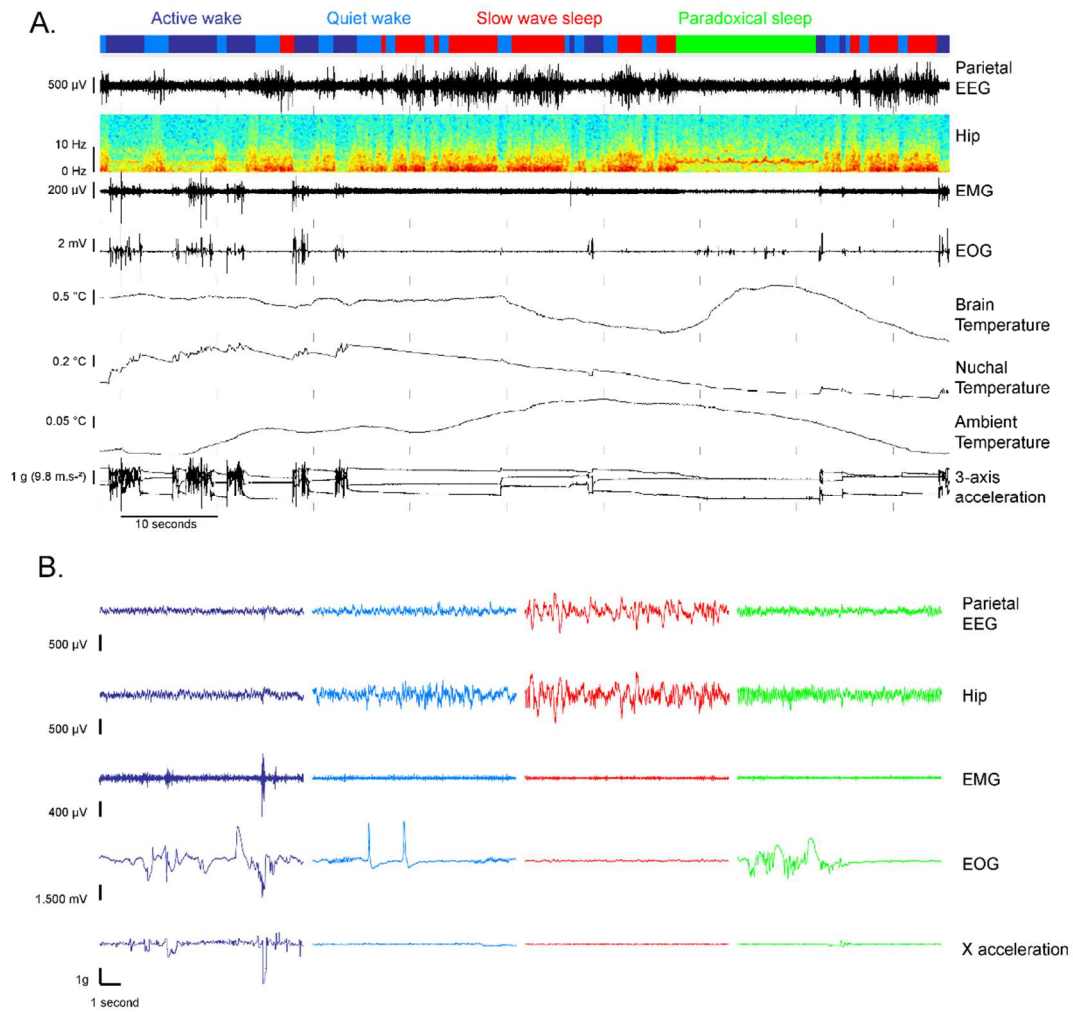 A.
Active wake Quiet wake Slow wave sleep Paradoxical sleep
500 µV
Parietal
EEG
10 Hz
0 Hz
Hip
200 µV
EMG
2 mV
EOG
0.5 °C
Brain
Temperature
0.2 °C
Nuchal
Temperature
0.05 °C
Ambient
Temperature
1 g (9.8 m.s-²)
3-axis
acceleration
10 seconds
B.
Parietal
EEG
500 µV
Hip
500 µV
EMG
400 µV
EOG
1.500 mV
X acceleration
1g
1 second